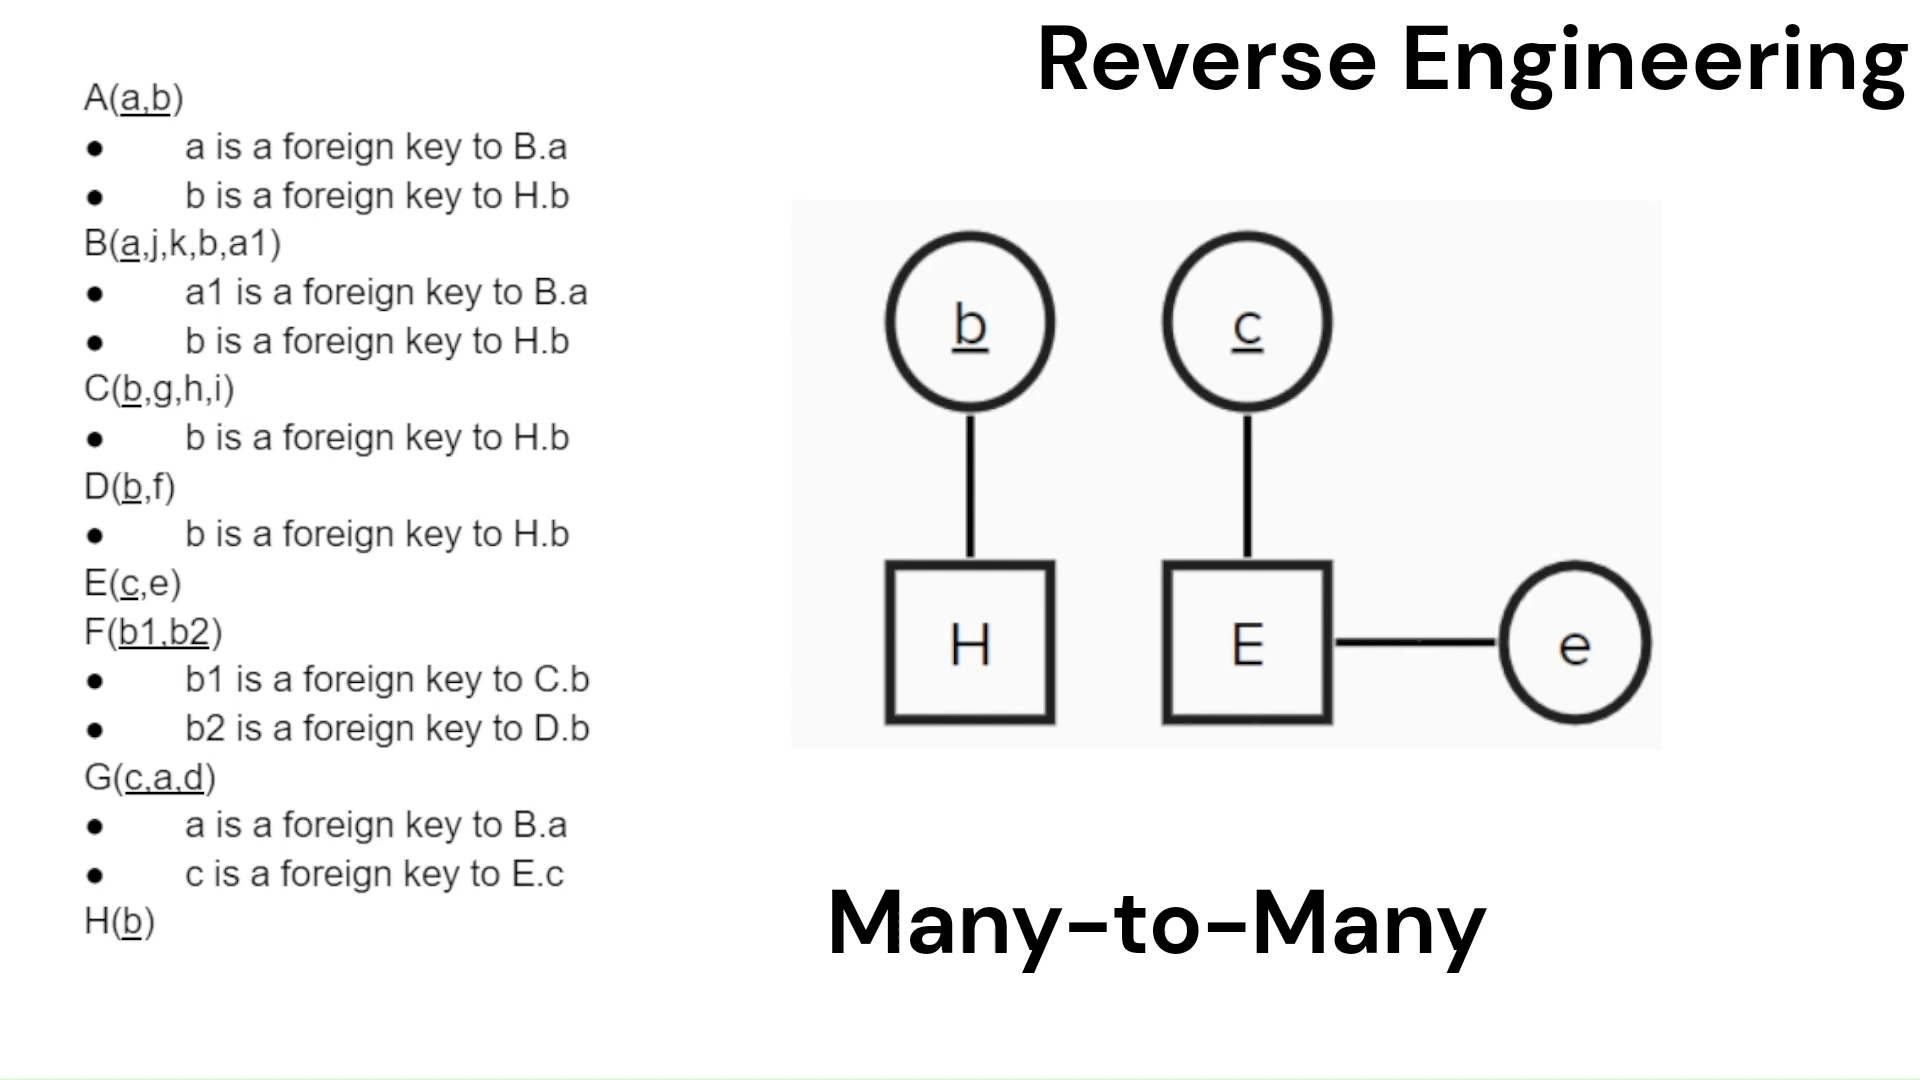 Reverse Engineering
A(a,b)
● a is a foreign key to B.a
● b is a foreign key to H.b
B(a,j,k,b,a1)
● a1 is a foreign key to B.a
● b is a foreign key to H.b
C(b,g,h,i)
● b is a foreign key to H.b
D(b,f)
● b is a foreign key to H.b
E(c,e)
F(b1,b2)
● b1 is a foreign key to C.b
● b2 is a foreign key to D.b
G(c,a,d)
● a is a foreign key to B.a
● c is a foreign key to E.c
H(b)
b c
H E e
Many-to-Many